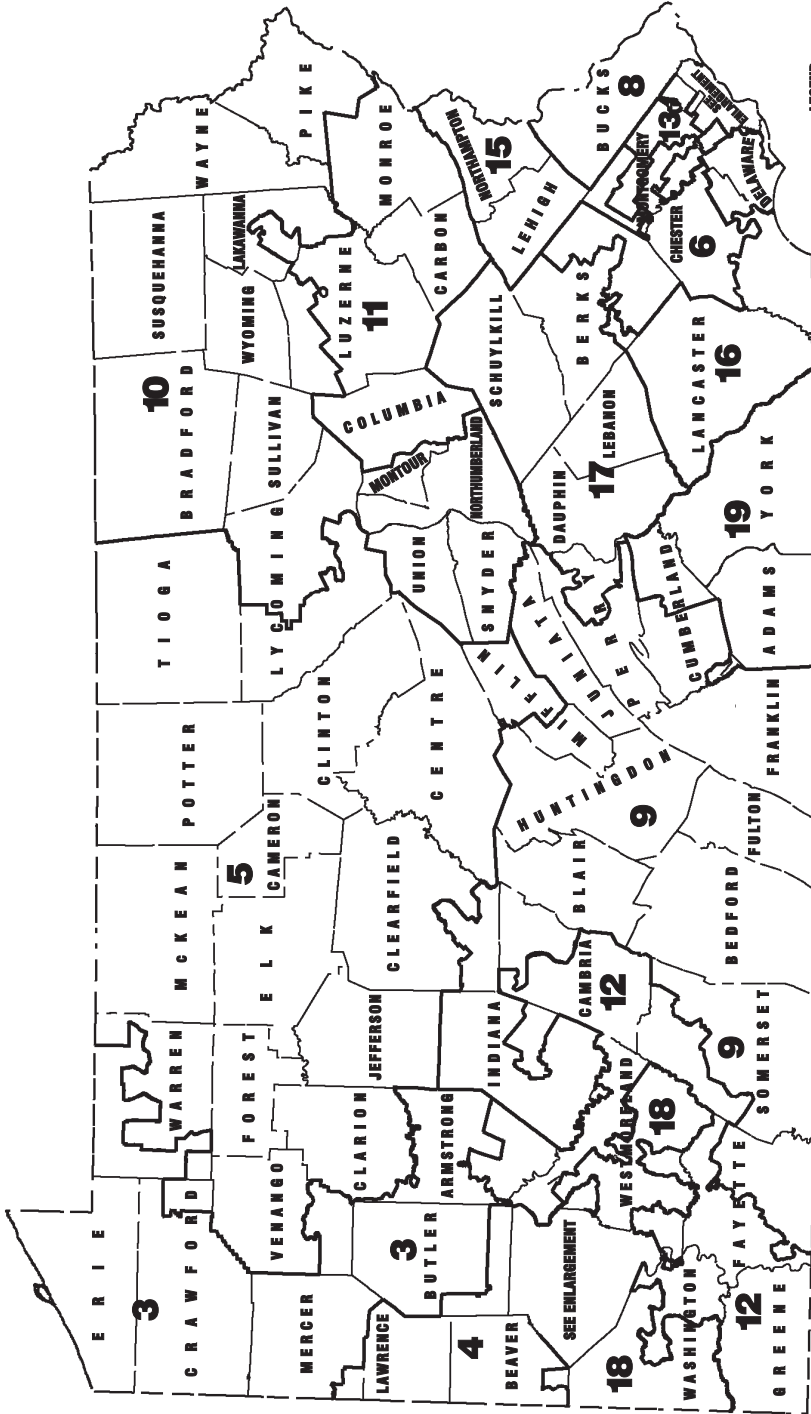 ERIE
3
CRAWFORD
MERCER
LAWRENCE
4
BEAVER
SEE ENLARGEMENT
18
WASHINGTON
12
GREENE
WARREN
FOREST
VENANGO
CLARION
3
BUTLER
ARMSTRONG
WESTMORELAND
18
FAYETTE
MCKEAN
ELK
JEFFERSON
INDIANA
CAMBRIA
12
9
SOMERSET
POTTER
5
CAMERON
CLEARFIELD
CLINTON
CENTRE
BLAIR
BEDFORD
HUNTINGDON
9
FULTON
FRANKLIN
TIOGA
LYCOMING
UNION
SNYDER
MIFFLIN
MIF
JUNIATA
PERRY
CUMBERLAND
ADAMS
10
BRADFORD
SULLIVAN
COLUMBIA
MONTOUR
NORTHUMBERLAND
DAUPHIN
17
LEBANON
19
YORK
SUSQUEHANNA
WYOMING
LAKAWANNA
LUZERNE
11
CARBON
SCHUYLKILL
BERKS
LANCASTER
16
WAYNE
PIKE
MONROE
NORTHAMPTON
15
LEHIGH
BUCKS
8
MONTGOMERY
13
SEE
ENLARGEMENT
CHESTER
6
DELAWARE